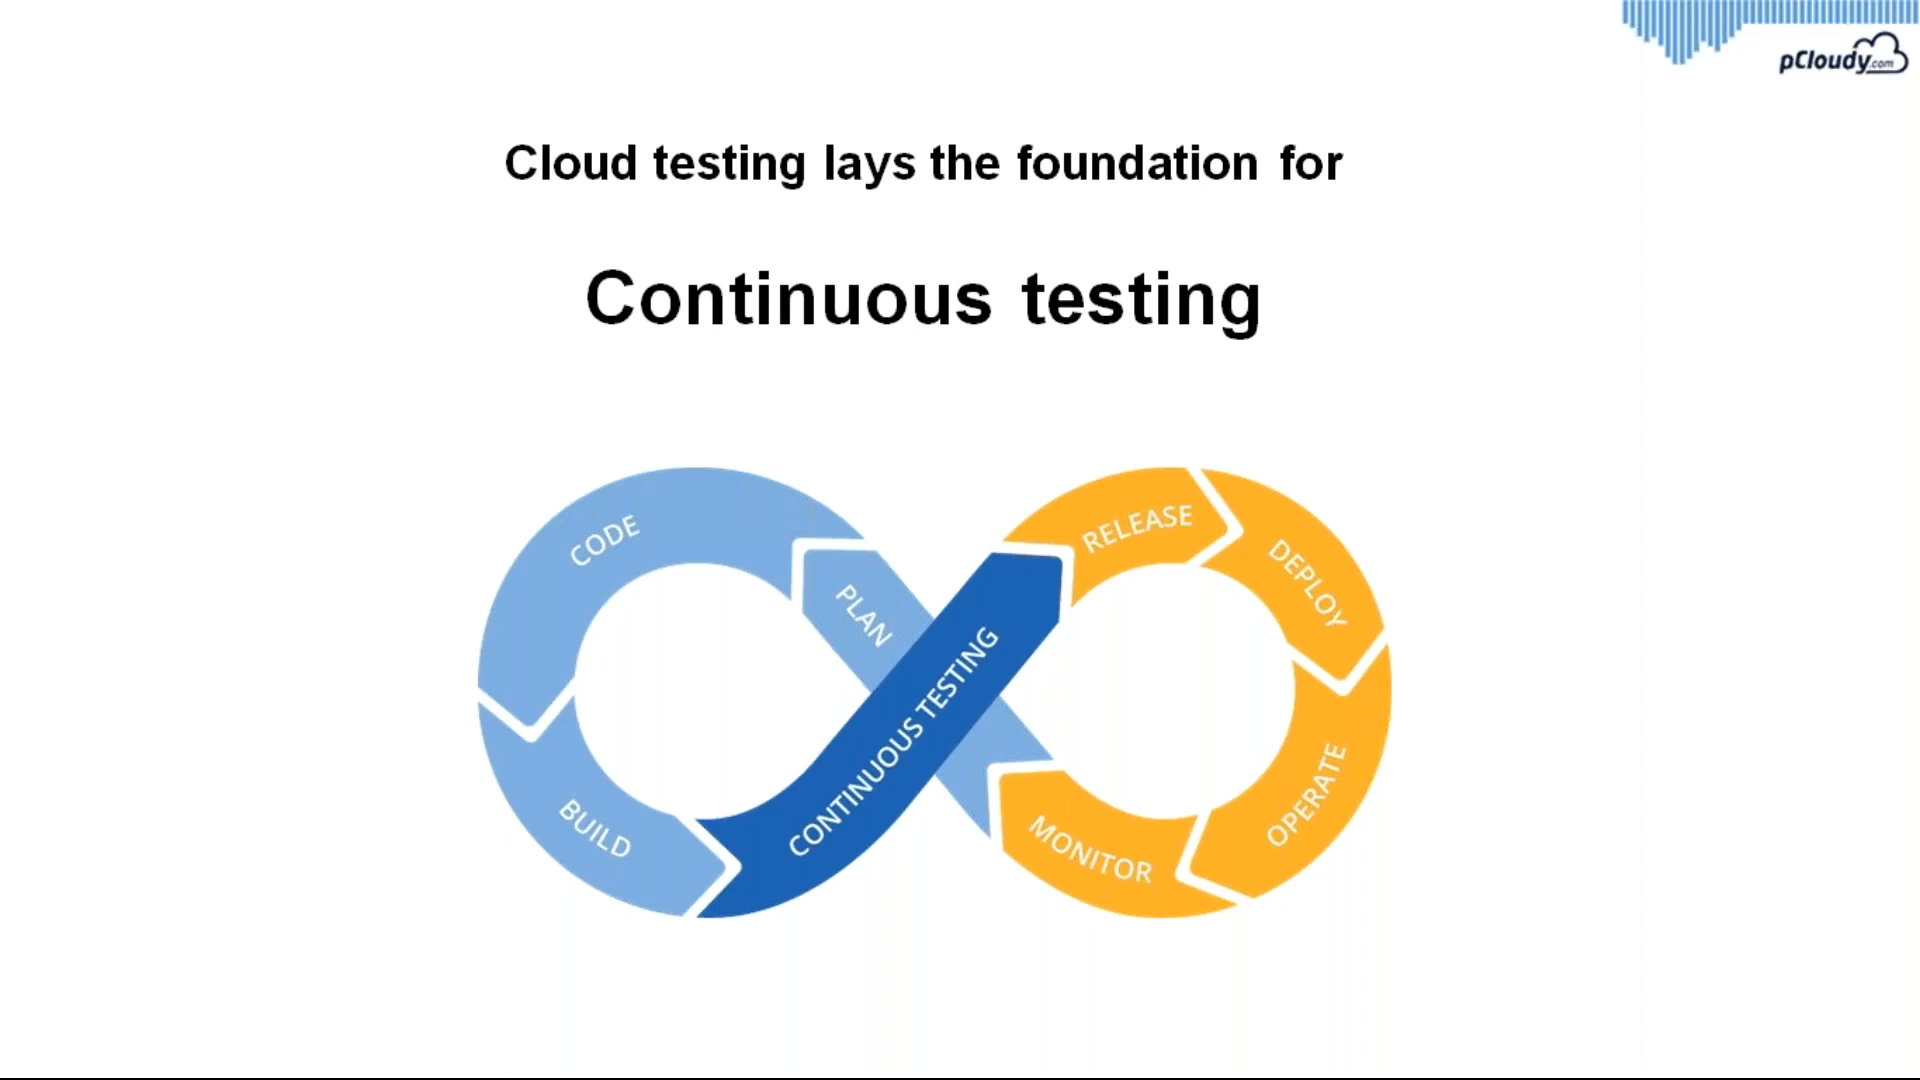 pCloudy.com
Cloud testing lays the foundation for
Continuous testing
CODE
PLAN
BUILD
CONTINUOUS TESTING
RELEASE
DEPLOY
OPERATE
MONITOR